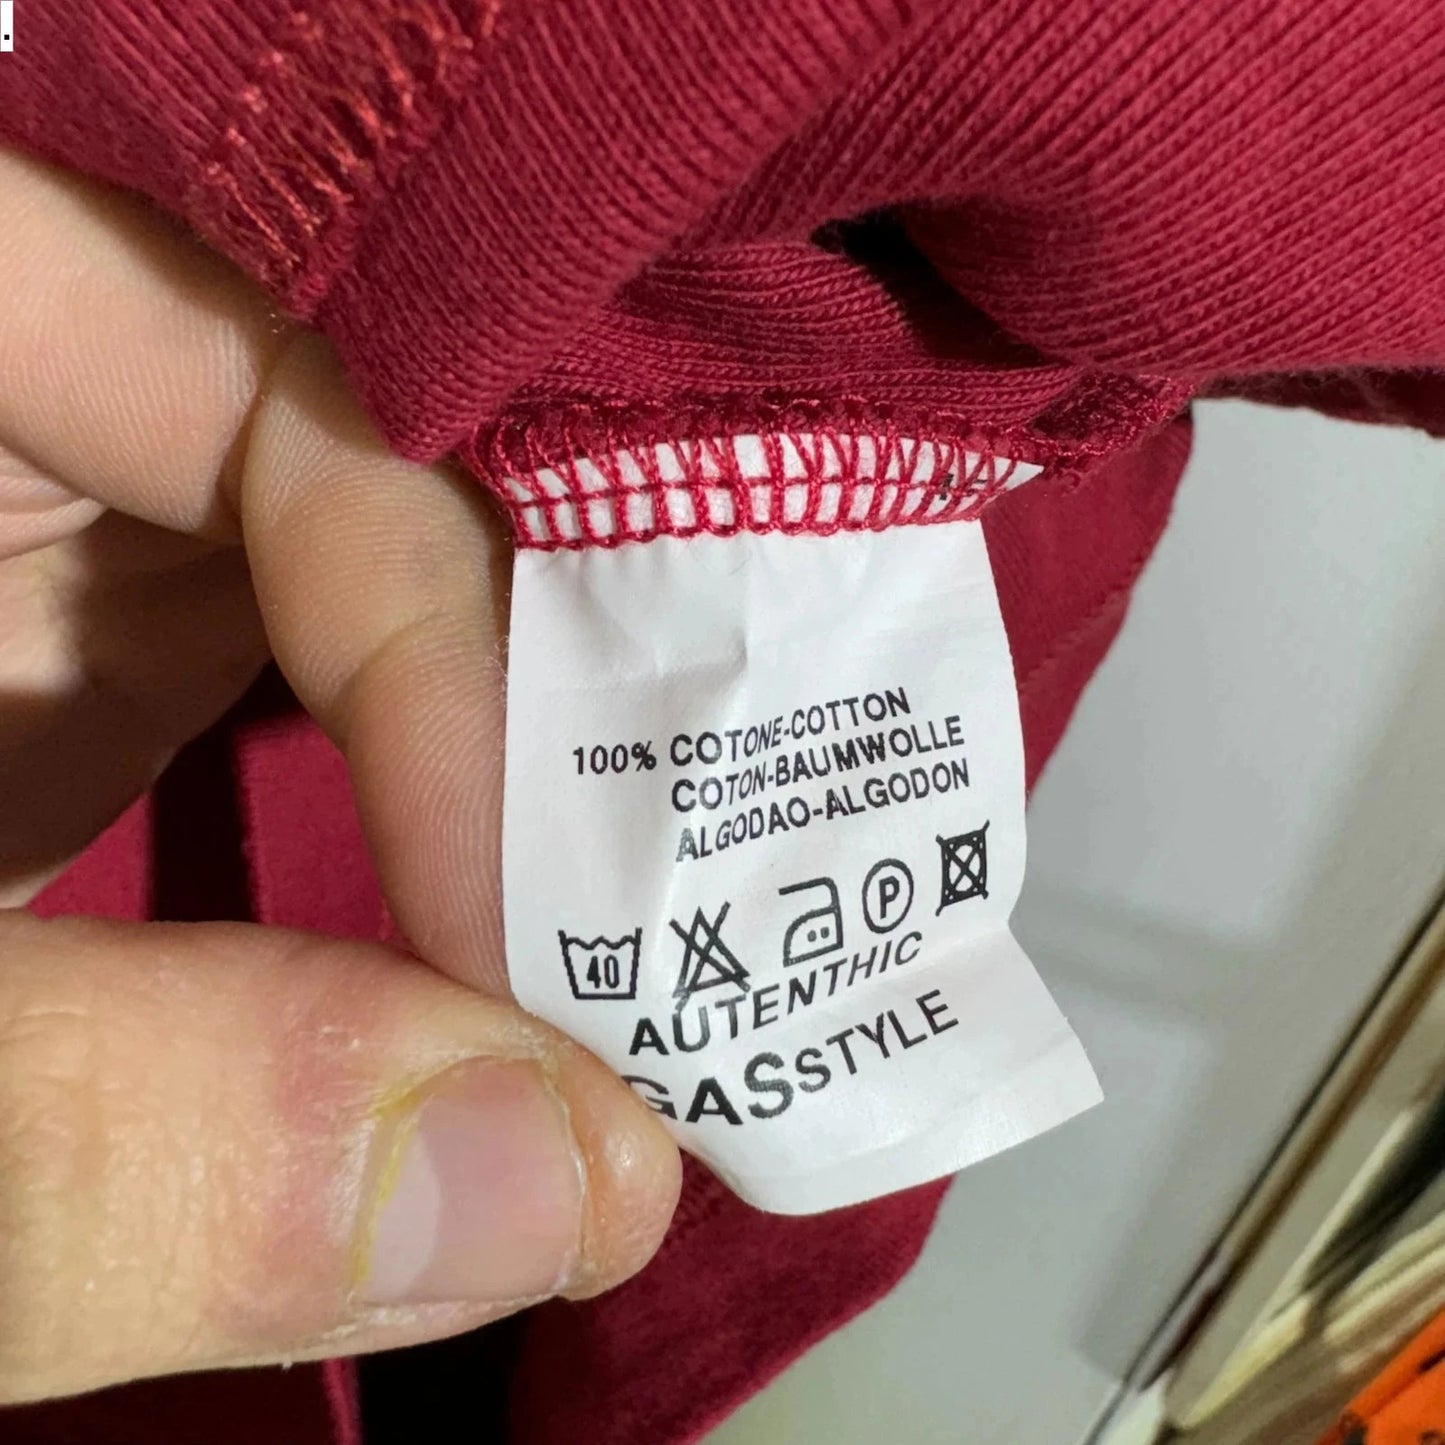 .
100% COTONE-COTTON
COTON-BAUMWOLLE
ALGODAO-ALGODON
40 P
AUTENTHIC
GASSTYLE